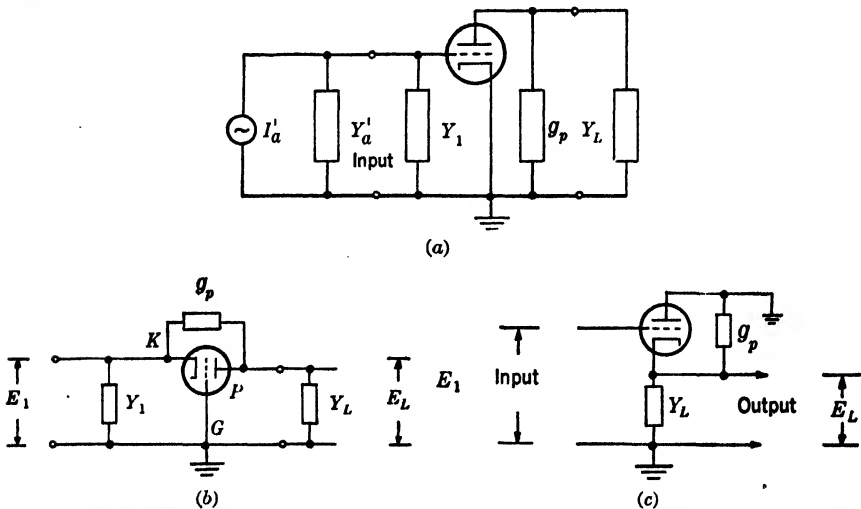 I'a
Y'a
Input
Y1
gp
YL
(a)
gp
K
E1
Y1
P
G
YL
EL
(b)
E1
Input
gp
YL
Output
EL
(c)